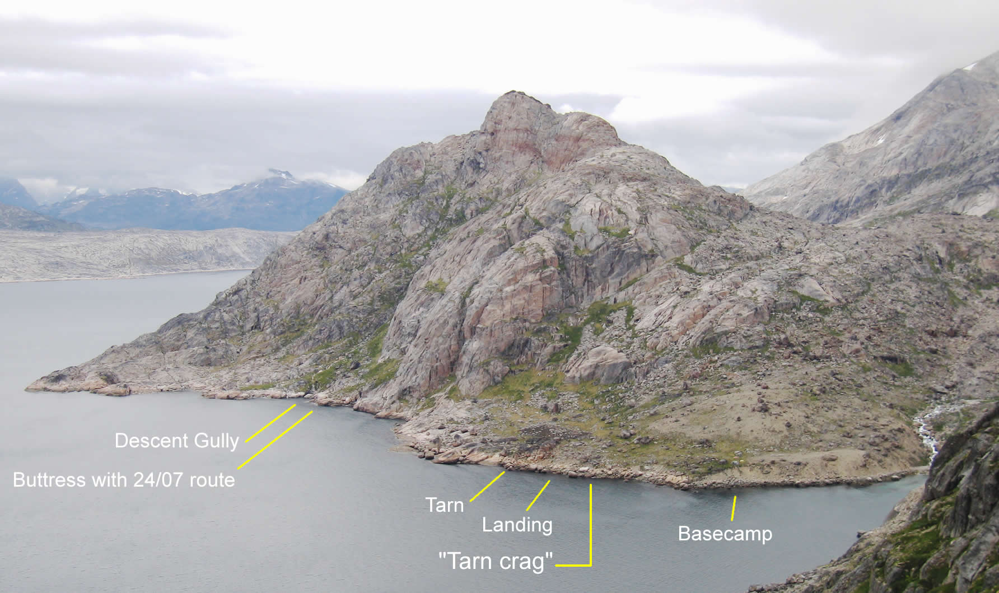 Descent Gully
Buttress with 24/07 route
Tarn
Landing
"Tarn crag"
Basecamp